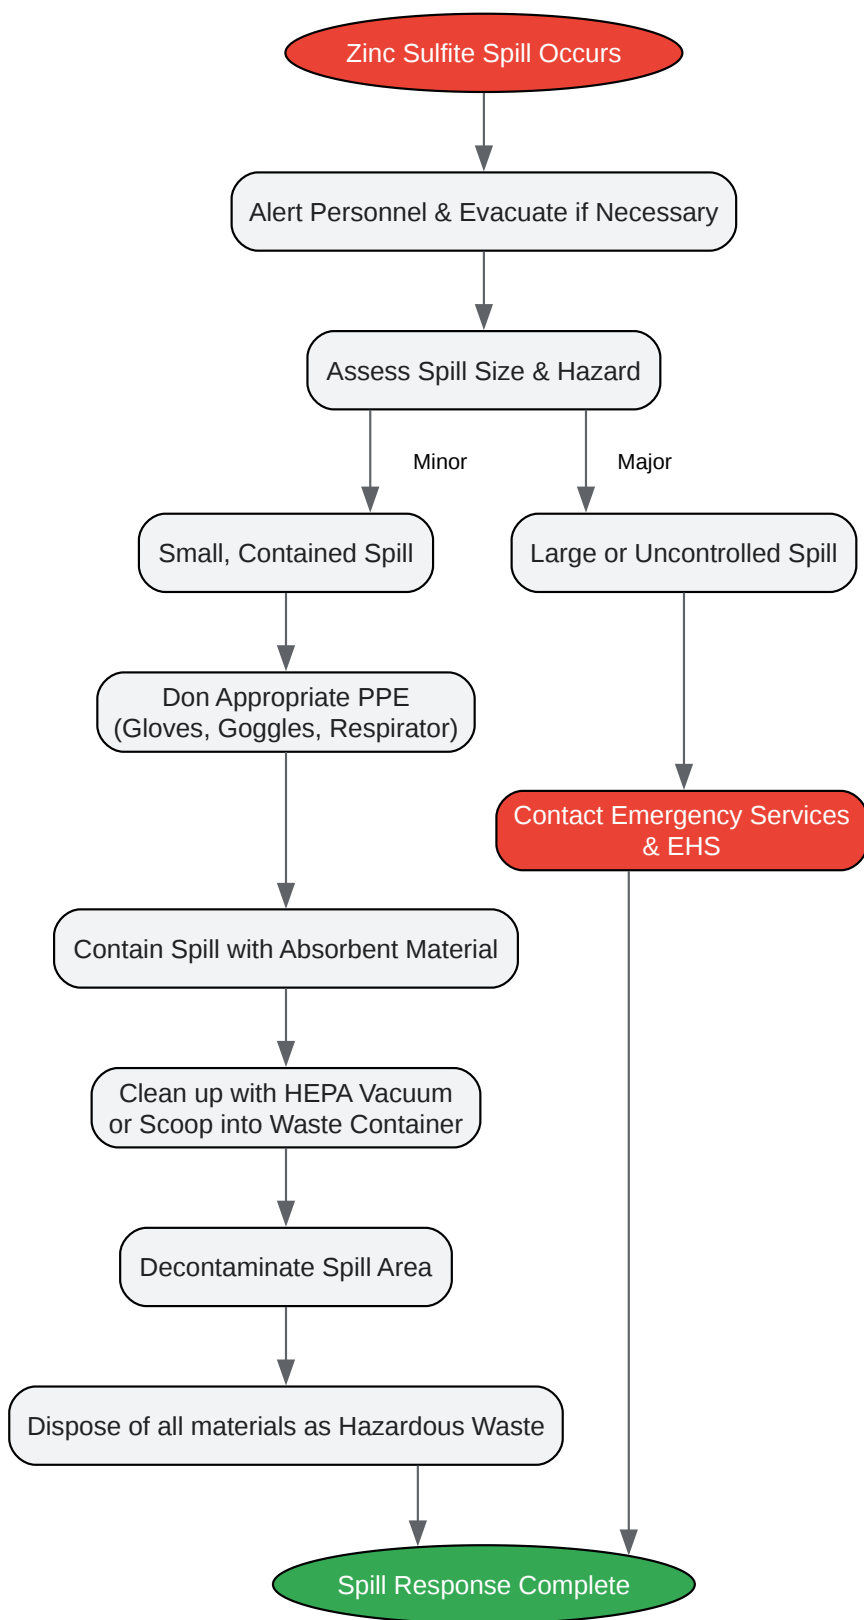 Zinc Sulfite Spill Occurs
Alert Personnel & Evacuate if Necessary
Assess Spill Size & Hazard
Minor
Major
Small, Contained Spill
Large or Uncontrolled Spill
Don Appropriate PPE
(Gloves, Goggles, Respirator)
Contact Emergency Services
& EHS
Contain Spill with Absorbent Material
Clean up with HEPA Vacuum
or Scoop into Waste Container
Decontaminate Spill Area
Dispose of all materials as Hazardous Waste
Spill Response Complete